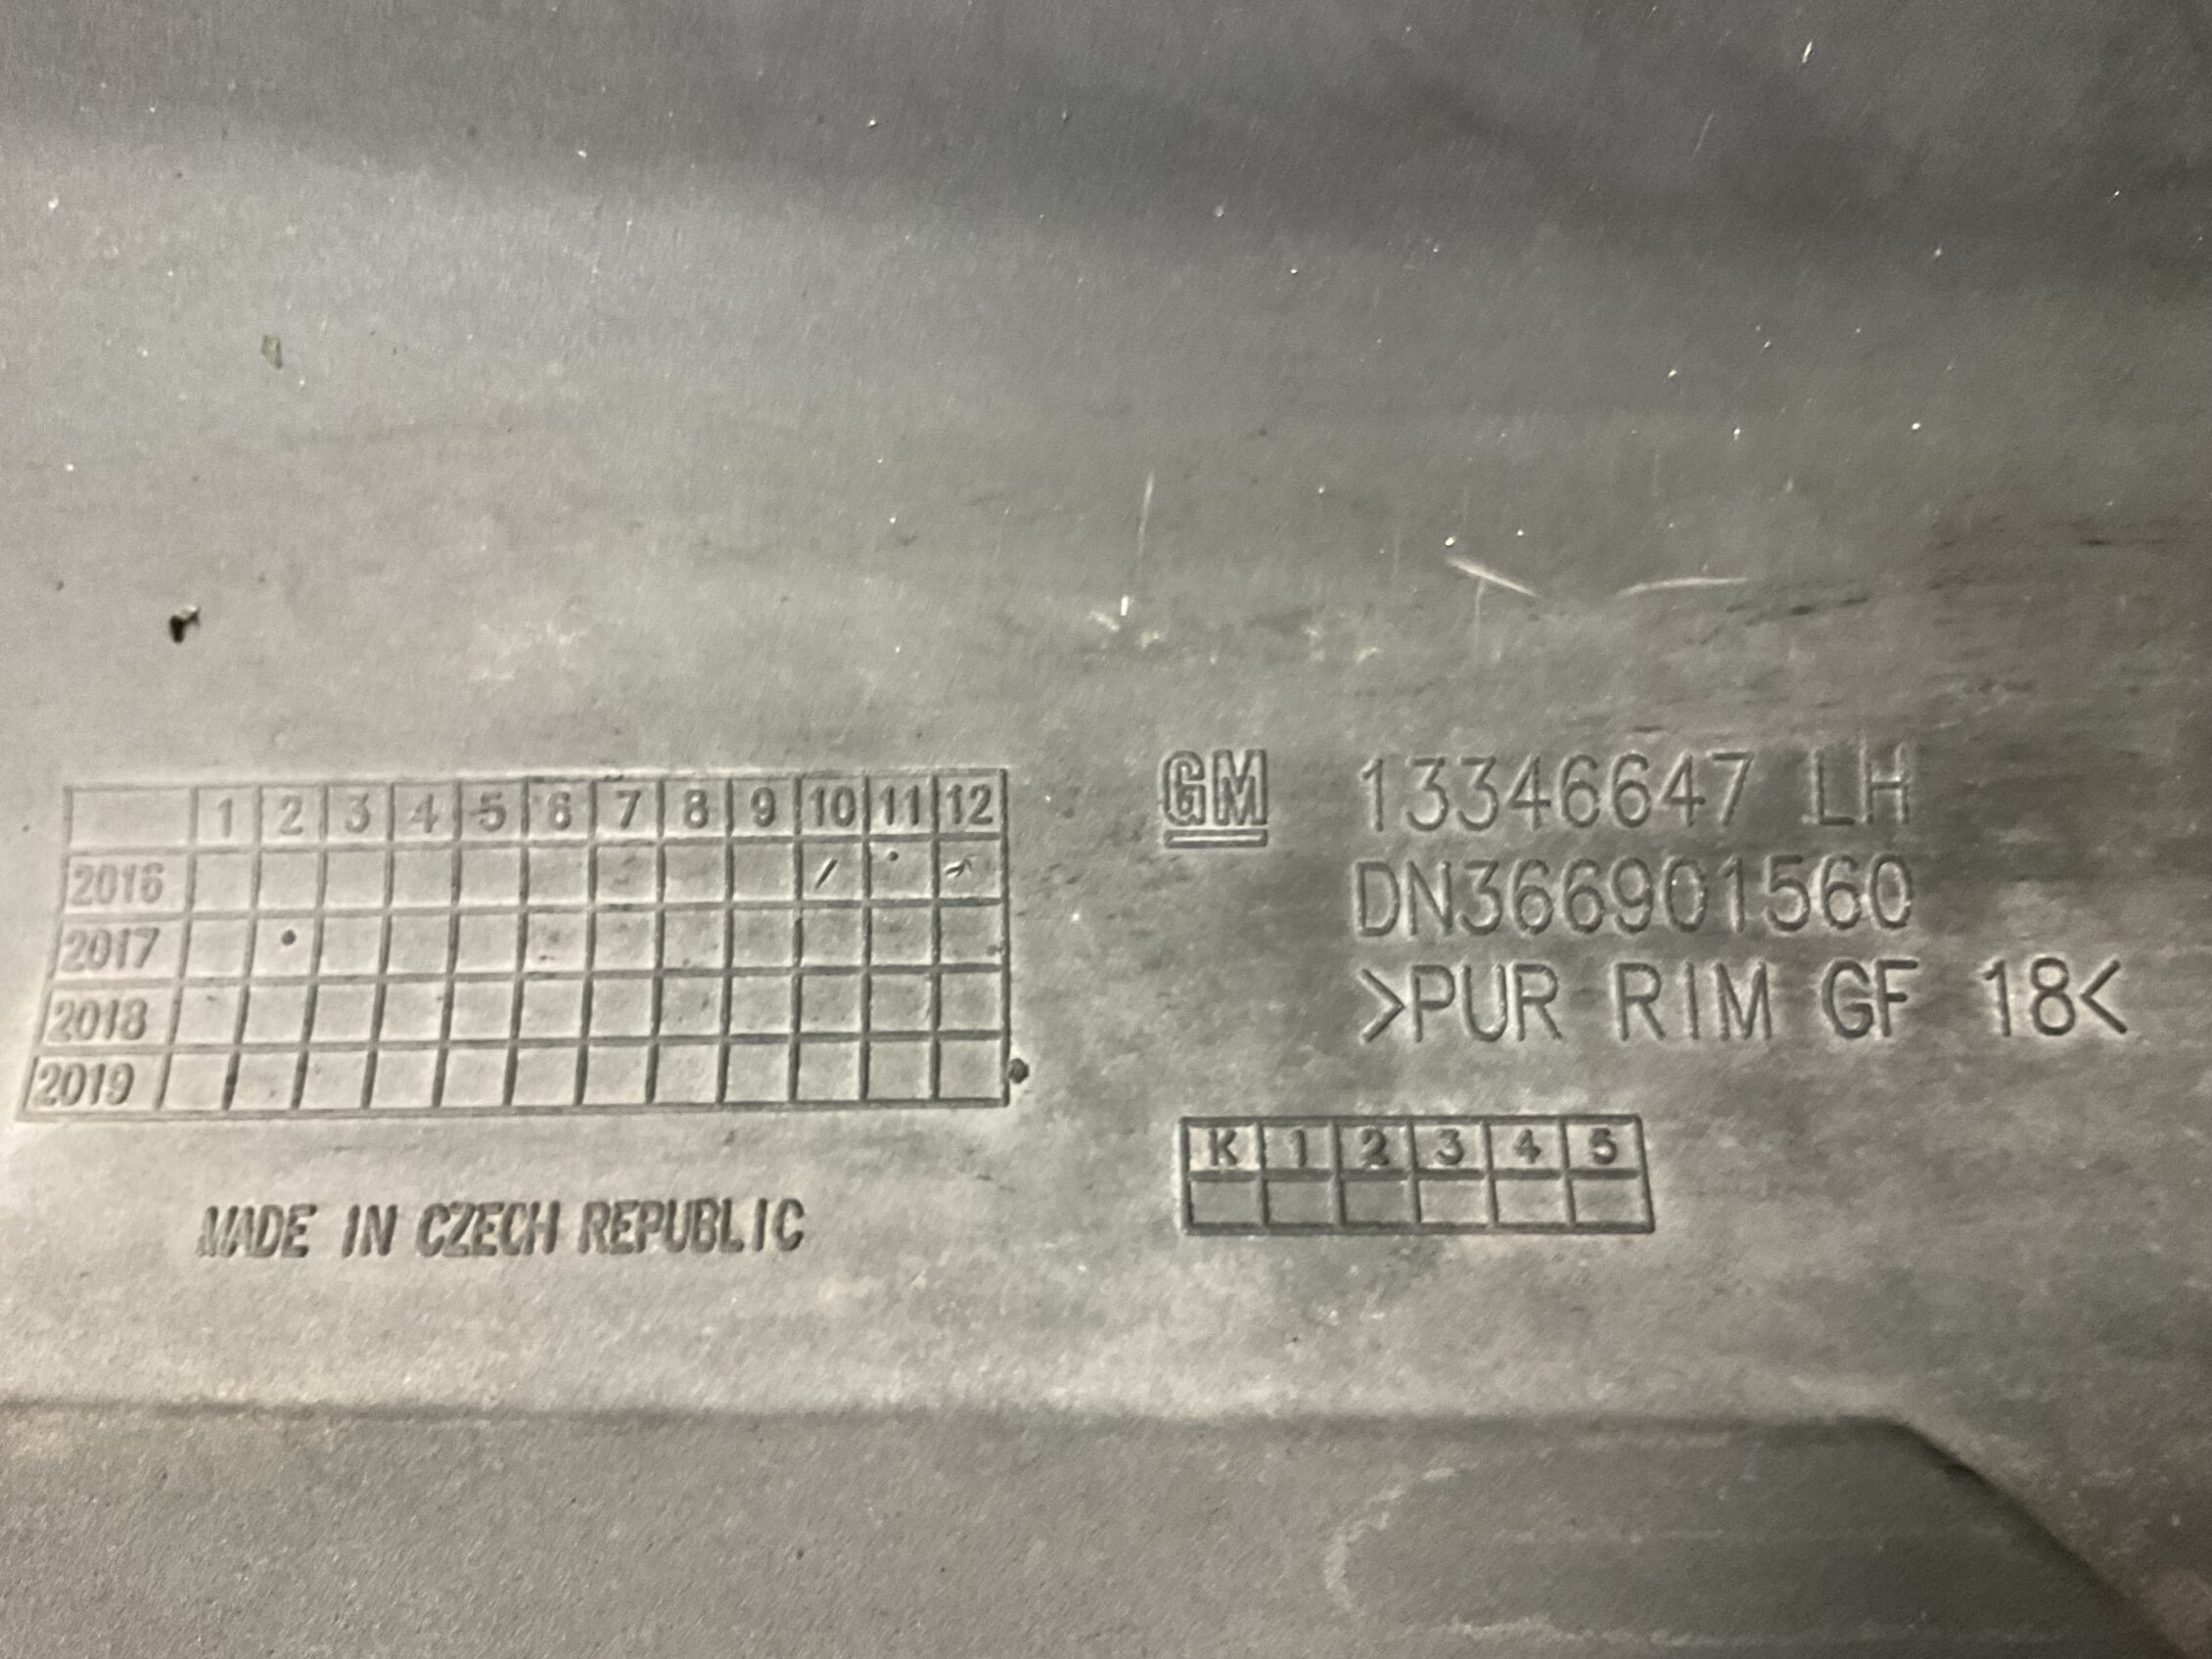 1 2 3 4 5 6 7 8 9 10 11 12
2016
2017
2018
2019
MADE IN CZECH REPUBLIC
GM 13346647 LH
DN366901560
>PUR RIM GF 18<
K 1 2 3 4 5